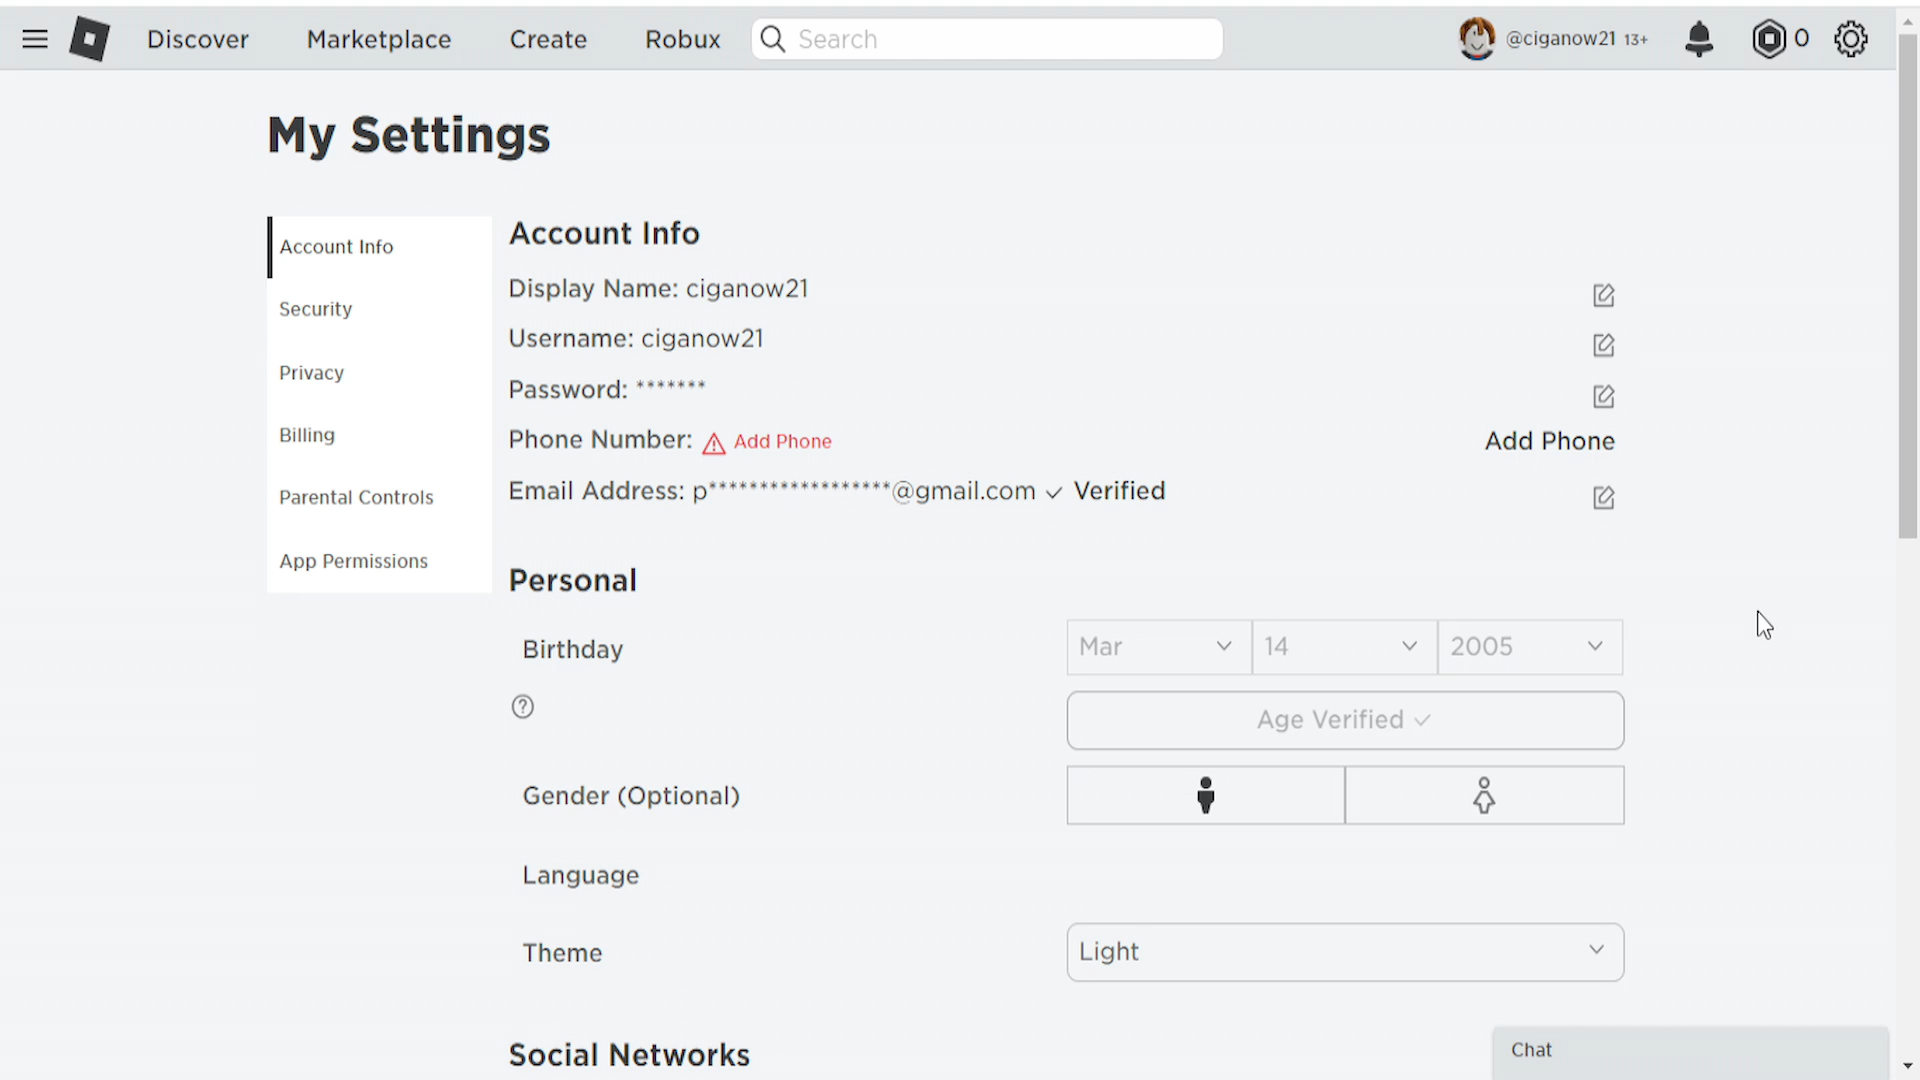 Discover Marketplace Create Robux Search @ciganow21 13+ 0
My Settings
Account Info
Security
Privacy
Billing
Parental Controls
App Permissions
Account Info
Display Name: ciganow21
Username: ciganow21
Password: *******
Phone Number: Add Phone Add Phone
Email Address: p******************@gmail.com Verified
Personal
Birthday Mar 14 2005
Age Verified
Gender (Optional)
Language
Theme Light
Social Networks
Chat